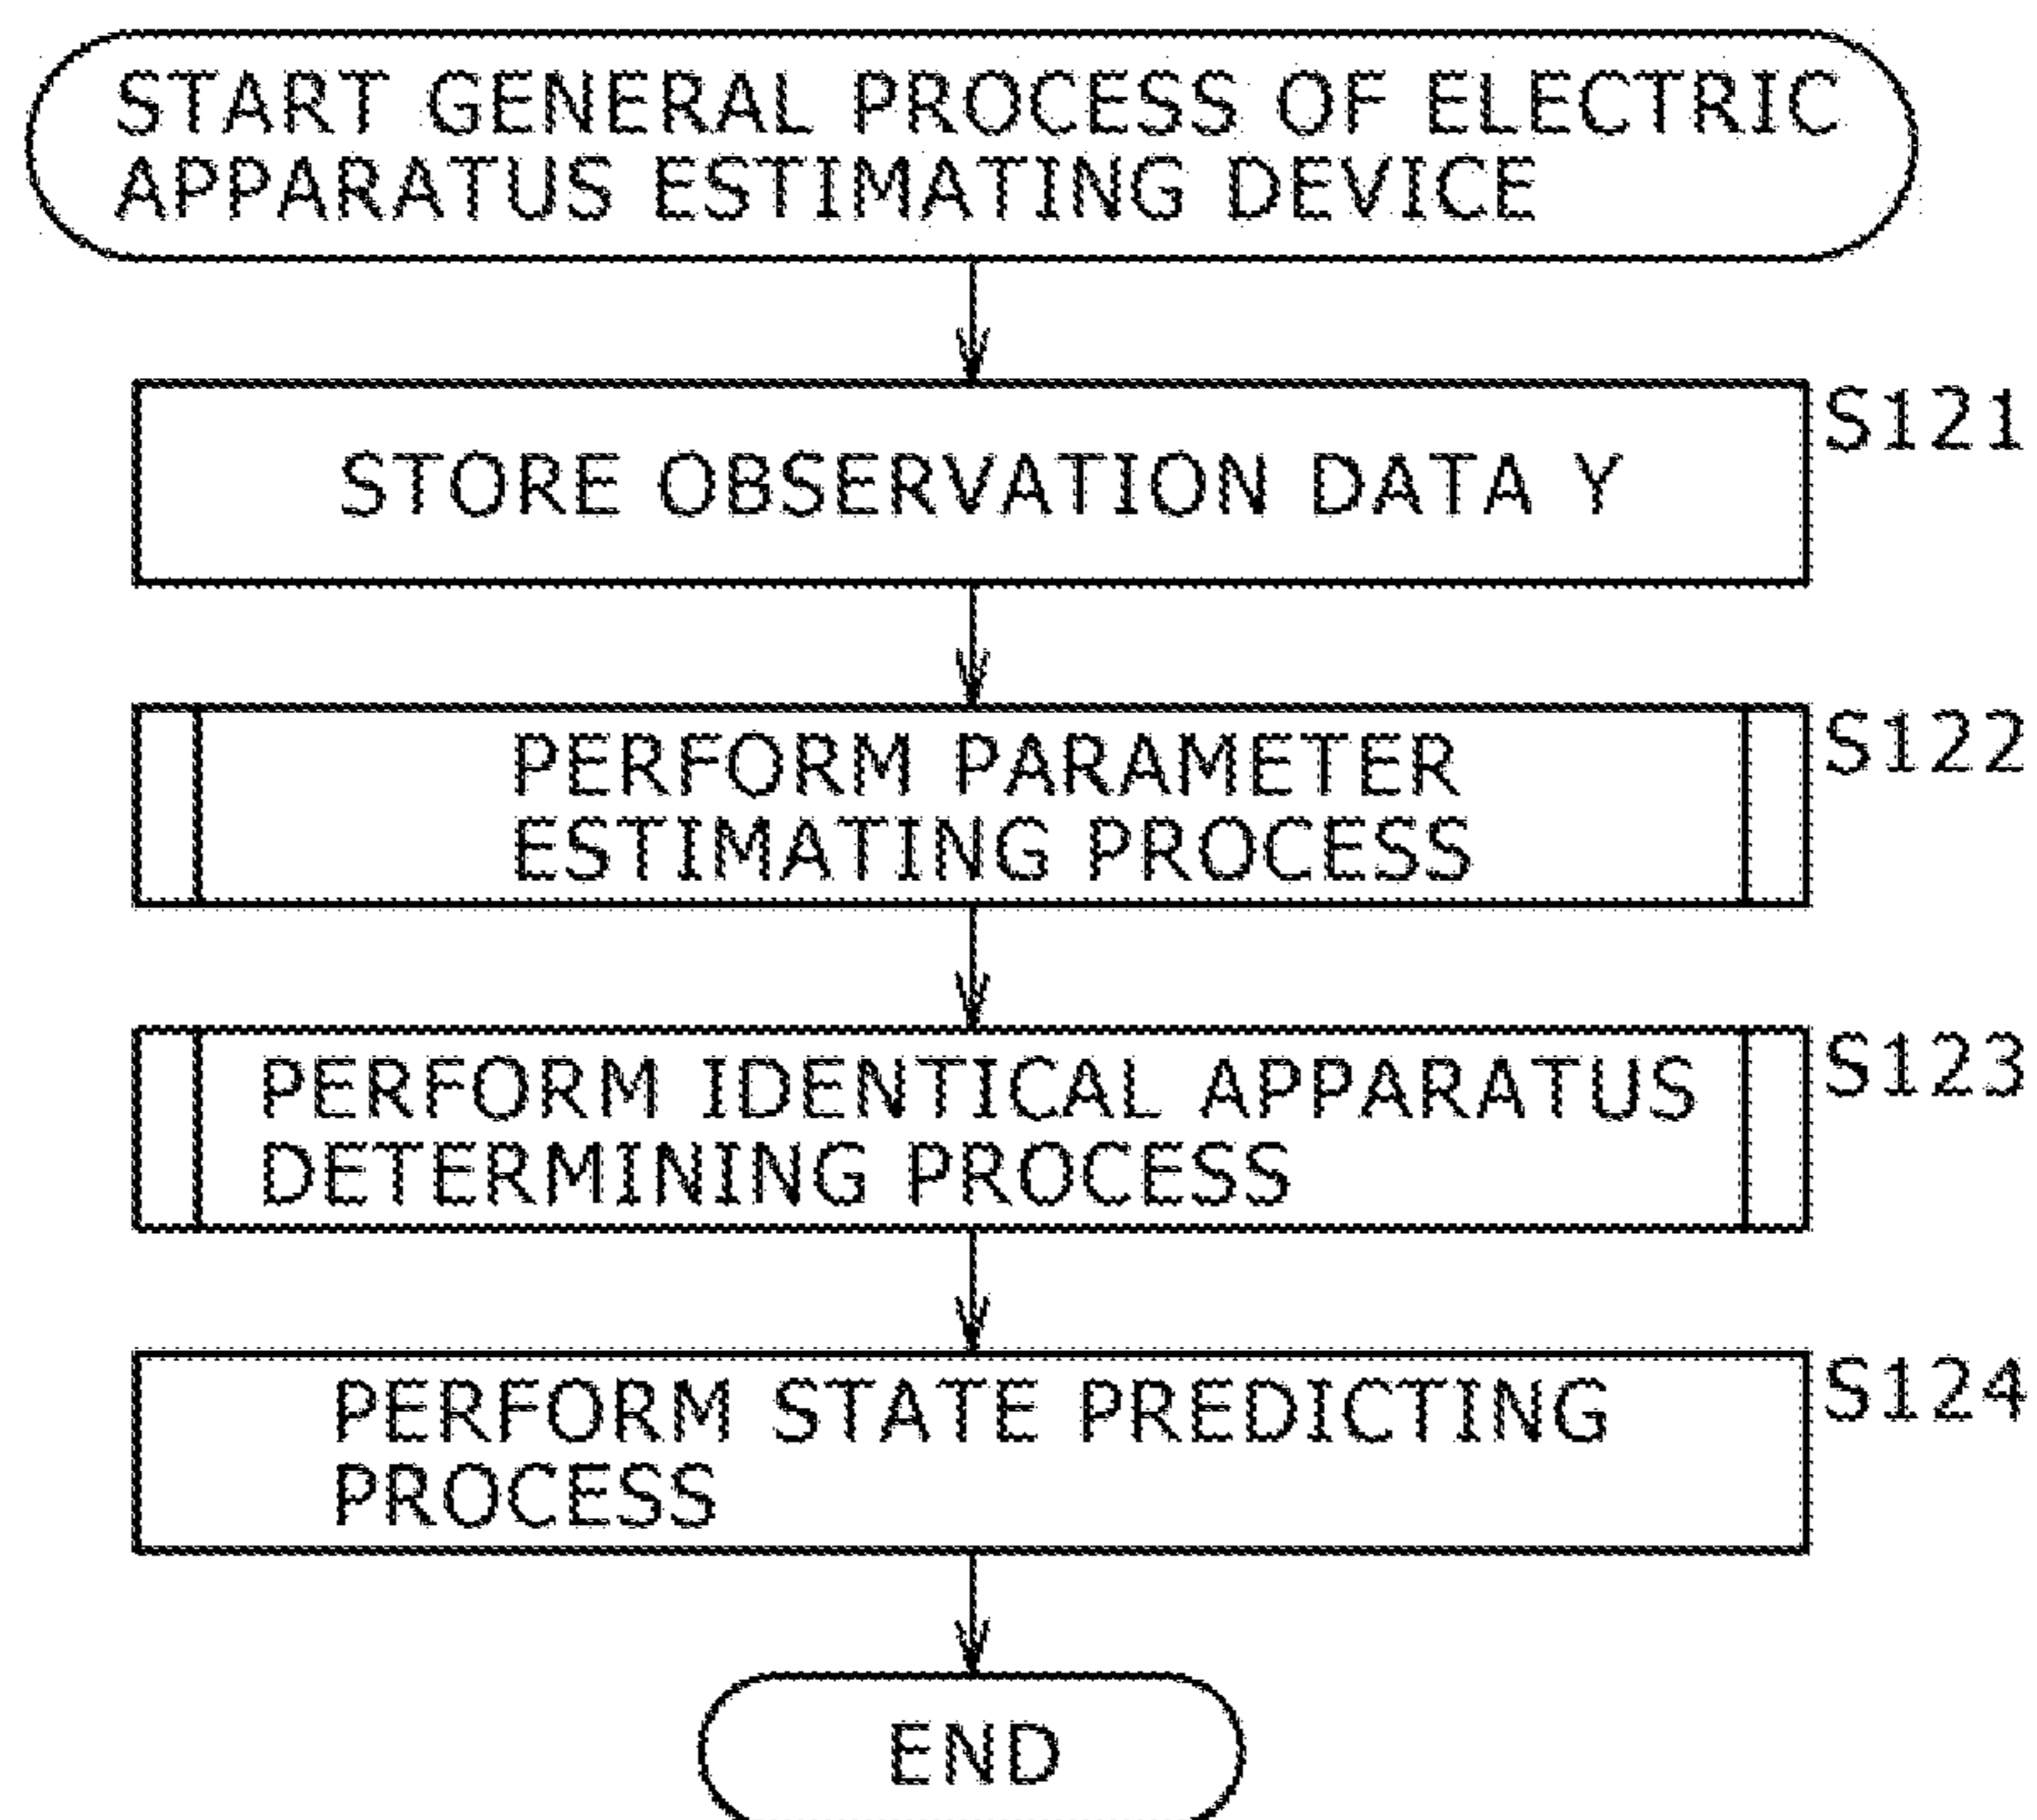 START GENERAL PROCESS OF ELECTRIC
APPARATUS ESTIMATING DEVICE
STORE OBSERVATION DATA Y
S121
PERFORM PARAMETER
ESTIMATING PROCESS
S122
PERFORM IDENTICAL APPARATUS
DETERMINING PROCESS
S123
PERFORM STATE PREDICTING
PROCESS
S124
END